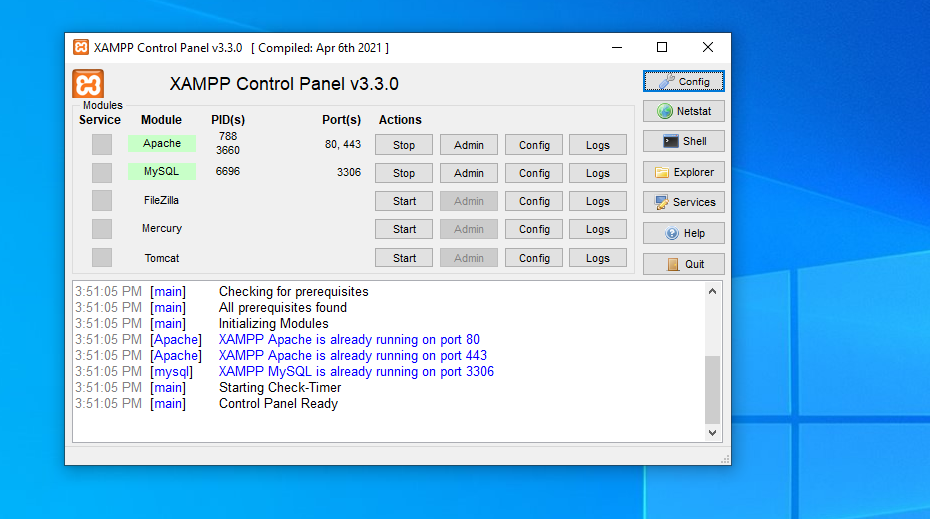 XAMPP Control Panel v3.3.0 [ Compiled: Apr 6th 2021 ]
XAMPP Control Panel v3.3.0
Config
Modules
Service Module PID(s) Port(s) Actions
Netstat
Apache 788 3660 80, 443 Stop Admin Config Logs
Shell
MySQL 6696 3306 Stop Admin Config Logs
Explorer
FileZilla Start Admin Config Logs
Services
Mercury Start Admin Config Logs
Help
Tomcat Start Admin Config Logs
Quit
3:51:05 PM [main] Checking for prerequisites
3:51:05 PM [main] All prerequisites found
3:51:05 PM [main] Initializing Modules
3:51:05 PM [Apache] XAMPP Apache is already running on port 80
3:51:05 PM [Apache] XAMPP Apache is already running on port 443
3:51:05 PM [mysql] XAMPP MySQL is already running on port 3306
3:51:05 PM [main] Starting Check-Timer
3:51:05 PM [main] Control Panel Ready